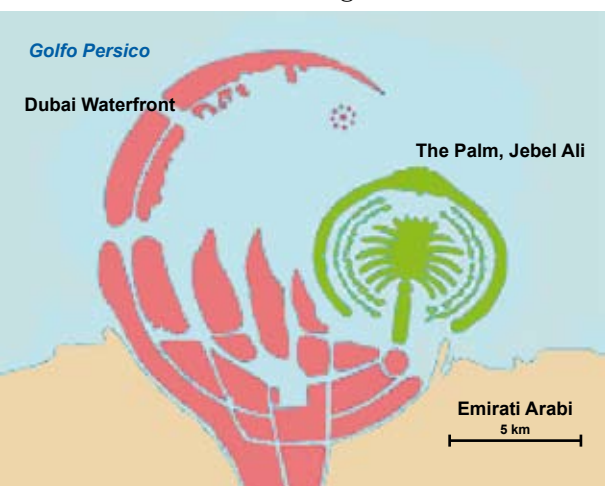 Golfo Persico
Dubai Waterfront
The Palm, Jebel Ali
Emirati Arabi
5 km